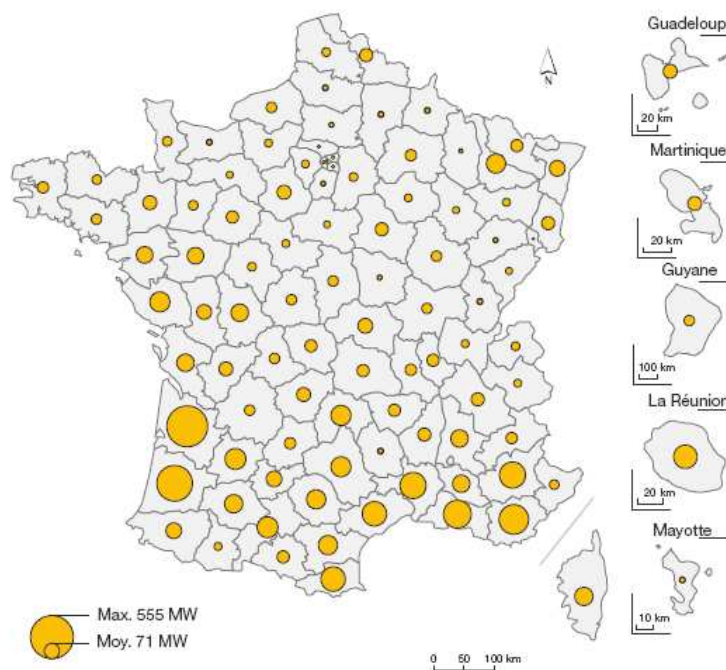 Guadeloup
20 km
Martinique
20 km
Guyane
100 km
La Réunion
20 km
Mayotte
10 km
N
Max. 555 MW
Moy. 71 MW
0 50 100 km